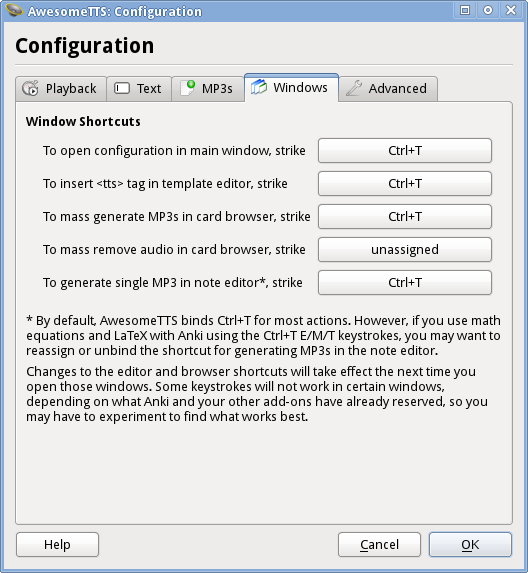 AwesomeTTS: Configuration
Configuration
Playback Text MP3s Windows Advanced
Window Shortcuts
To open configuration in main window, strike Ctrl+T
To insert <tts> tag in template editor, strike Ctrl+T
To mass generate MP3s in card browser, strike Ctrl+T
To mass remove audio in card browser, strike unassigned
To generate single MP3 in note editor*, strike Ctrl+T
* By default, AwesomeTTS binds Ctrl+T for most actions. However, if you use math
equations and LaTeX with Anki using the Ctrl+T E/M/T keystrokes, you may want to
reassign or unbind the shortcut for generating MP3s in the note editor.
Changes to the editor and browser shortcuts will take effect the next time you
open those windows. Some keystrokes will not work in certain windows,
depending on what Anki and your other add-ons have already reserved, so you
may have to experiment to find what works best.
Help Cancel OK